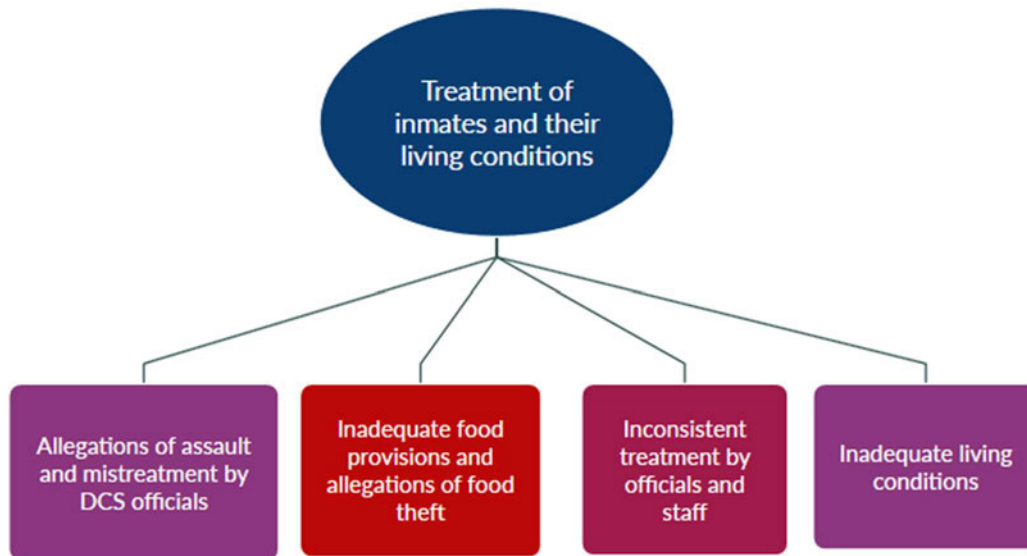 Treatment of
inmates and their
living conditions
Allegations of assault
and mistreatment by
DCS officials
Inadequate food
provisions and
allegations of food
theft
Inconsistent
treatment by
officials and
staff
Inadequate living
conditions